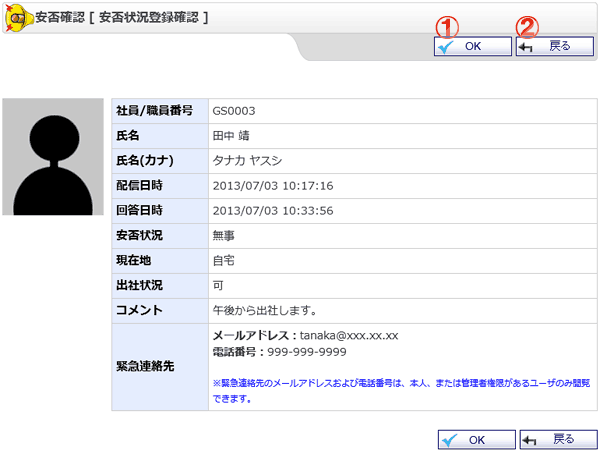 安否確認 [ 安否状況登録確認 ]
① ②
OK 戻る
社員/職員番号 GS0003
氏名 田中 靖
氏名(カナ) タナカ ヤスシ
配信日時 2013/07/03 10:17:16
回答日時 2013/07/03 10:33:56
安否状況 無事
現在地 自宅
出社状況 可
コメント 午後から出社します。
緊急連絡先
メールアドレス：tanaka@xxx.xx.xx
電話番号：999-999-9999
※緊急連絡先のメールアドレスおよび電話番号は、本人、または管理者権限があるユーザのみ閲覧
できます。
OK 戻る